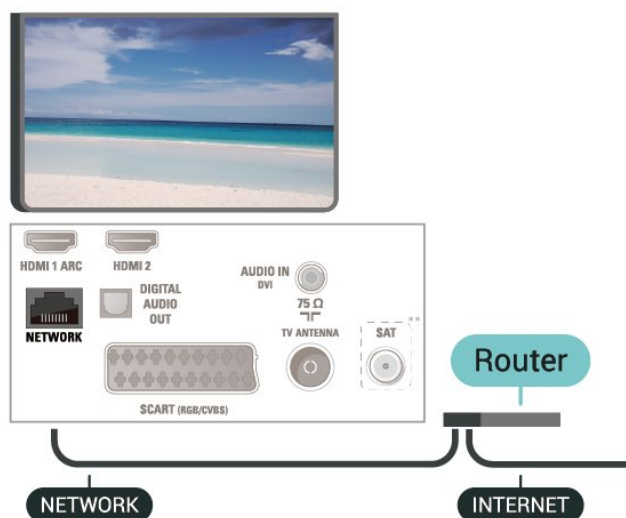 HDMI 1 ARC
HDMI 2
AUDIO IN
DVI
DIGITAL
AUDIO
OUT
75 Ω
NETWORK
TV ANTENNA
SAT
SCART (RGB/CVBS)
Router
NETWORK
INTERNET